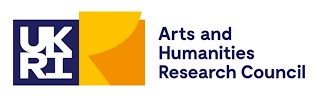 UK
RI
Arts and
Humanities
Research Council